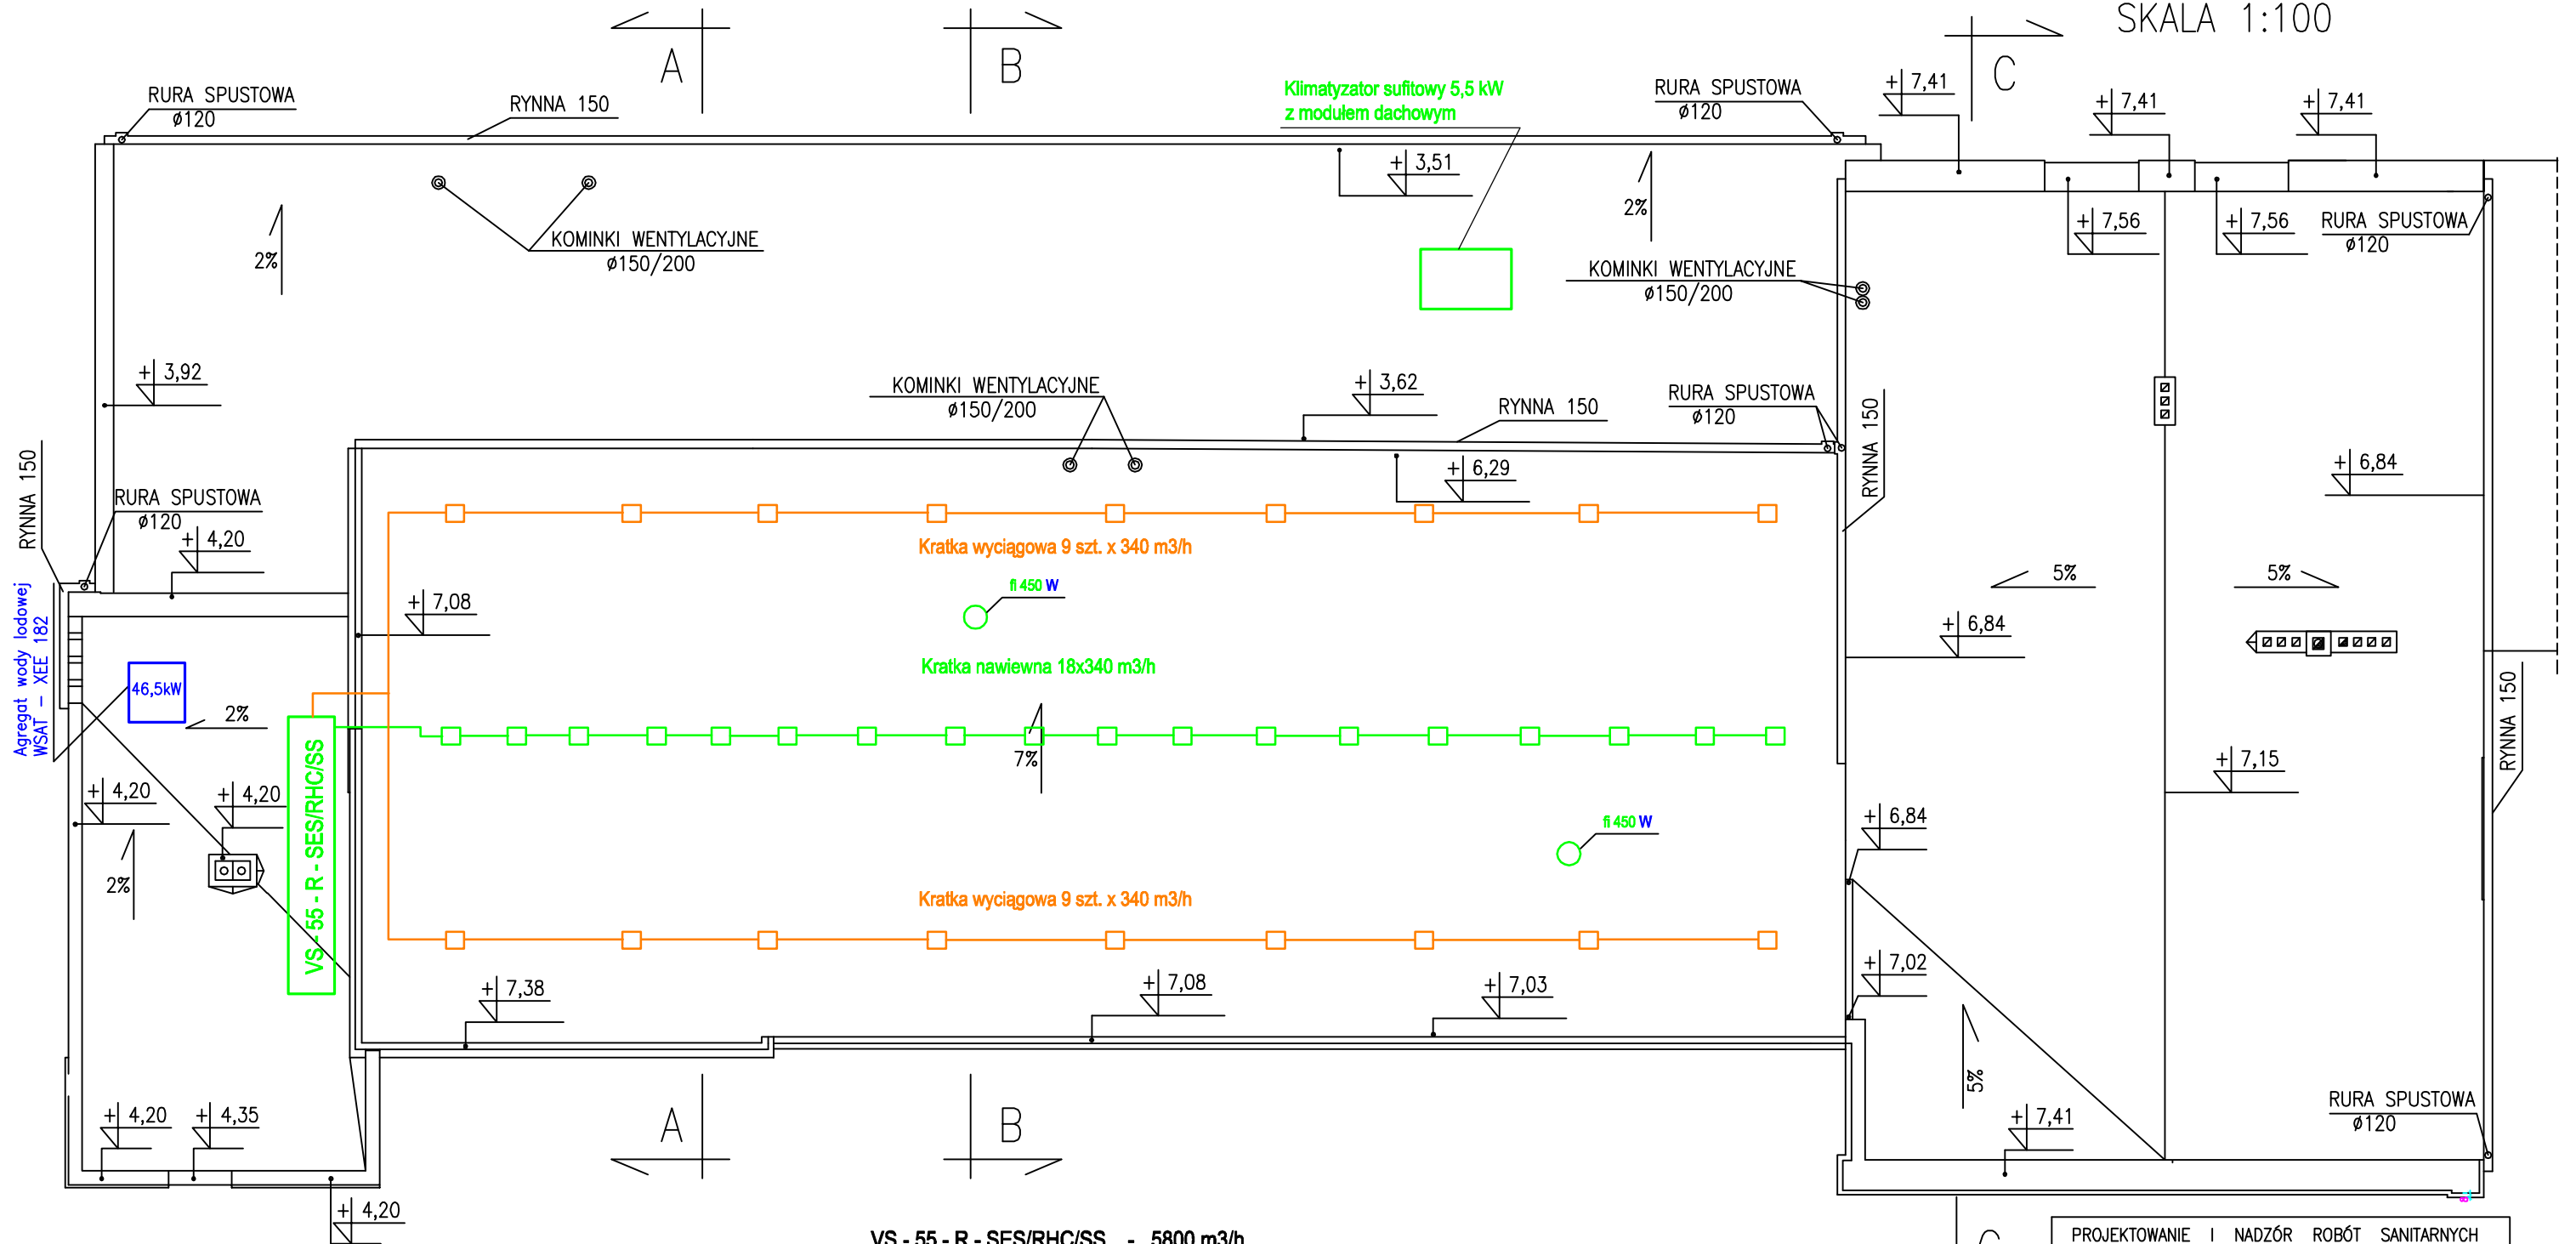 SKALA 1:100
A
B
C
RURA SPUSTOWA
ø120
RYNNA 150
Klimatyzator sufitowy 5,5 kW
z modułem dachowym
RURA SPUSTOWA
ø120
+ 7,41
+ 7,41
+ 7,41
+ 3,51
2%
2%
KOMINKI WENTYLACYJNE
ø150/200
+ 7,56
+ 7,56
RURA SPUSTOWA
ø120
KOMINKI WENTYLACYJNE
ø150/200
+ 3,92
KOMINKI WENTYLACYJNE
ø150/200
+ 3,62
RYNNA 150
RURA SPUSTOWA
ø120
RYNNA 150
+ 6,29
+ 6,84
RYNNA 150
RURA SPUSTOWA
ø120
+ 4,20
Kratka wyciągowa 9 szt. x 340 m3/h
fi 450 W
+ 7,08
5%
5%
+ 6,84
Agregat wody lodowej
WSAT - XEE 182
46,5kW
2%
Kratka nawiewna 18x340 m3/h
7%
VS - 55 - R - SES/RHC/SS
RYNNA 150
+ 7,15
+ 4,20
+ 4,20
2%
fi 450 W
+ 6,84
Kratka wyciągowa 9 szt. x 340 m3/h
+ 7,38
+ 7,08
+ 7,03
+ 7,02
5%
+ 4,20
+ 4,35
A
B
+ 7,41
RURA SPUSTOWA
ø120
+ 4,20
VS - 55 - R - SES/RHC/SS - 5800 m3/h
C
PROJEKTOWANIE I NADZÓR ROBÓT SANITARNYCH